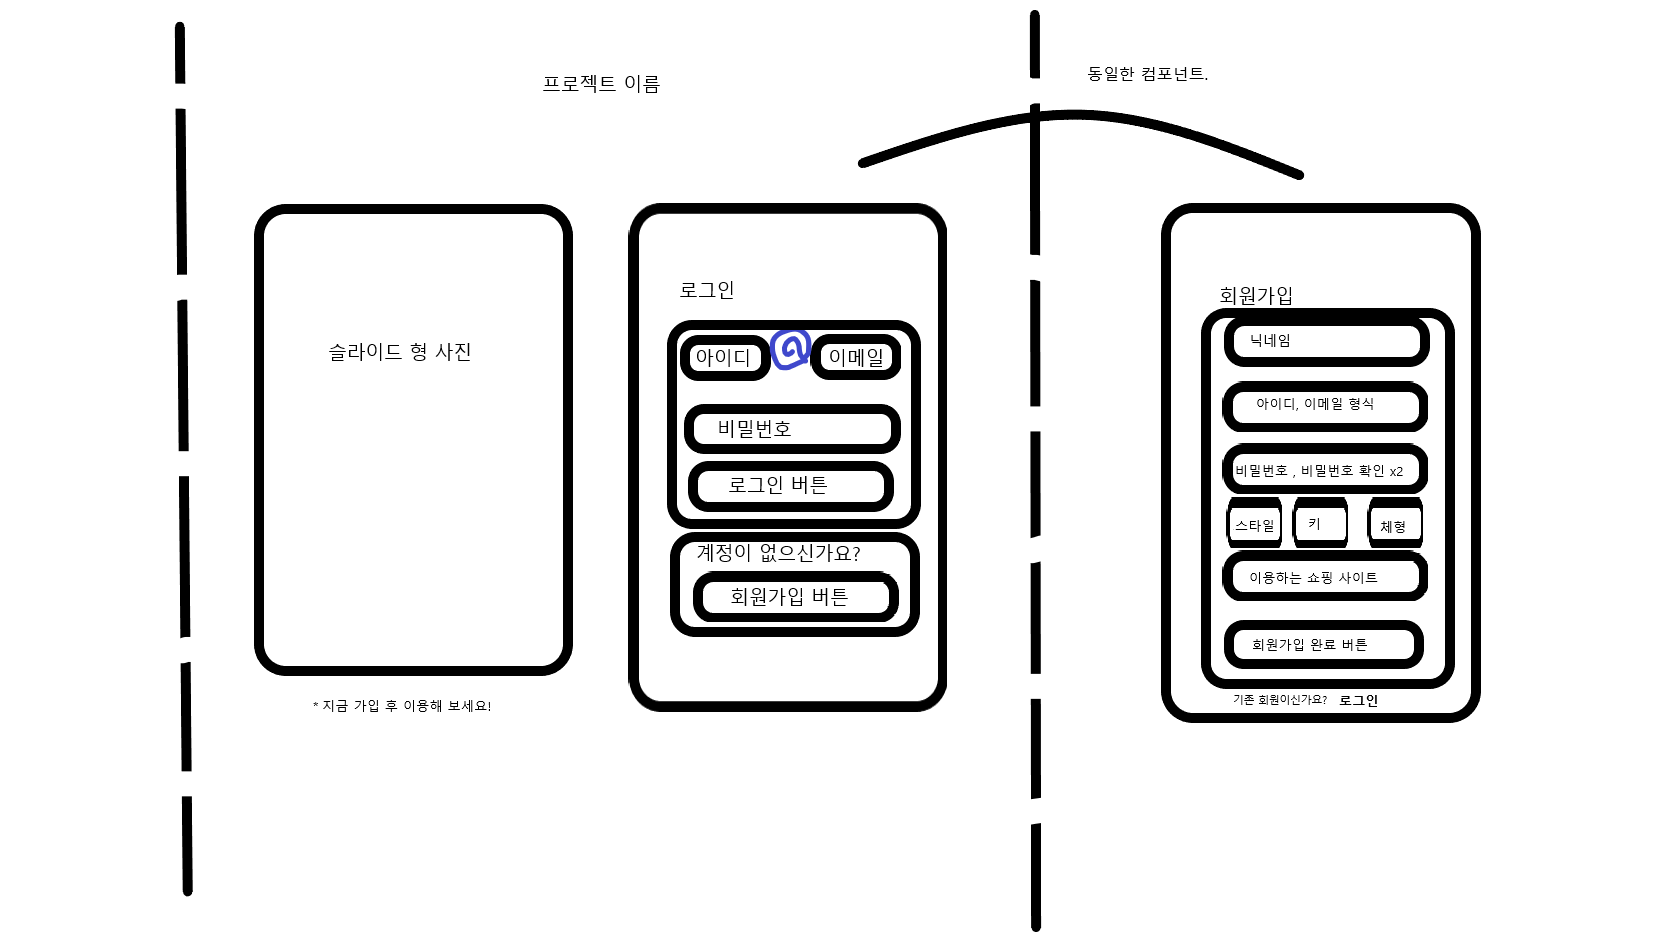 프로젝트 이름
동일한 컴포넌트.
슬라이드 형 사진
* 지금 가입 후 이용해 보세요!
로그인
아이디 @ 이메일
비밀번호
로그인 버튼
계정이 없으신가요?
회원가입 버튼
회원가입
닉네임
아이디, 이메일 형식
비밀번호 , 비밀번호 확인 x2
스타일 키 체형
이용하는 쇼핑 사이트
회원가입 완료 버튼
기존 회원이신가요? 로그인